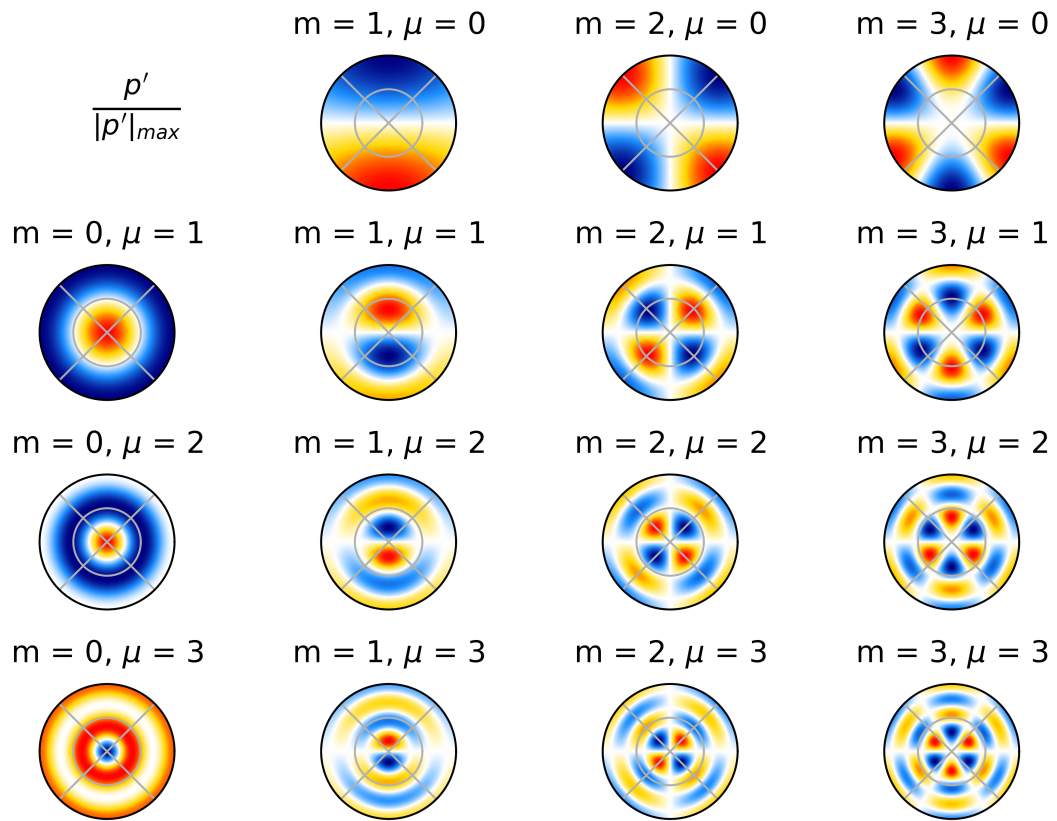 m = 1, μ = 0
m = 2, μ = 0
m = 3, μ = 0
p′
|p′|max
m = 0, μ = 1
m = 1, μ = 1
m = 2, μ = 1
m = 3, μ = 1
m = 0, μ = 2
m = 1, μ = 2
m = 2, μ = 2
m = 3, μ = 2
m = 0, μ = 3
m = 1, μ = 3
m = 2, μ = 3
m = 3, μ = 3